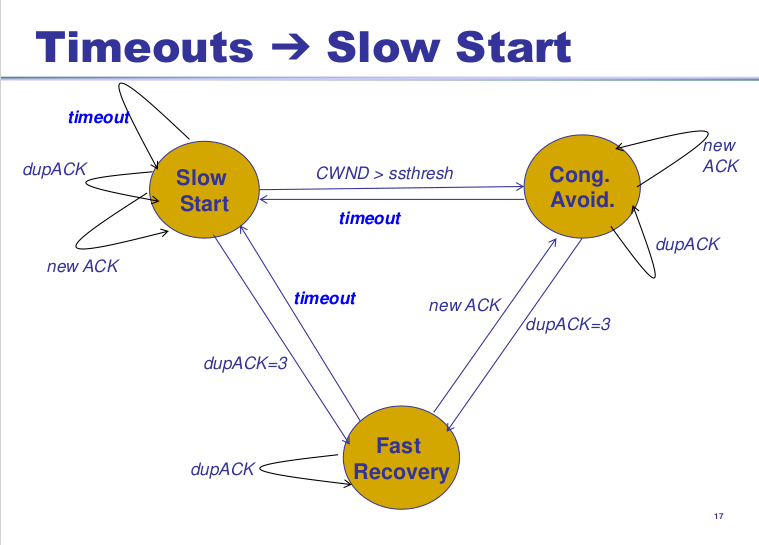 Timeouts ➔ Slow Start
timeout
dupACK
new ACK
Slow
Start
CWND > ssthresh
timeout
Cong.
Avoid.
new
ACK
dupACK
timeout
dupACK=3
new ACK
dupACK=3
Fast
Recovery
dupACK
17